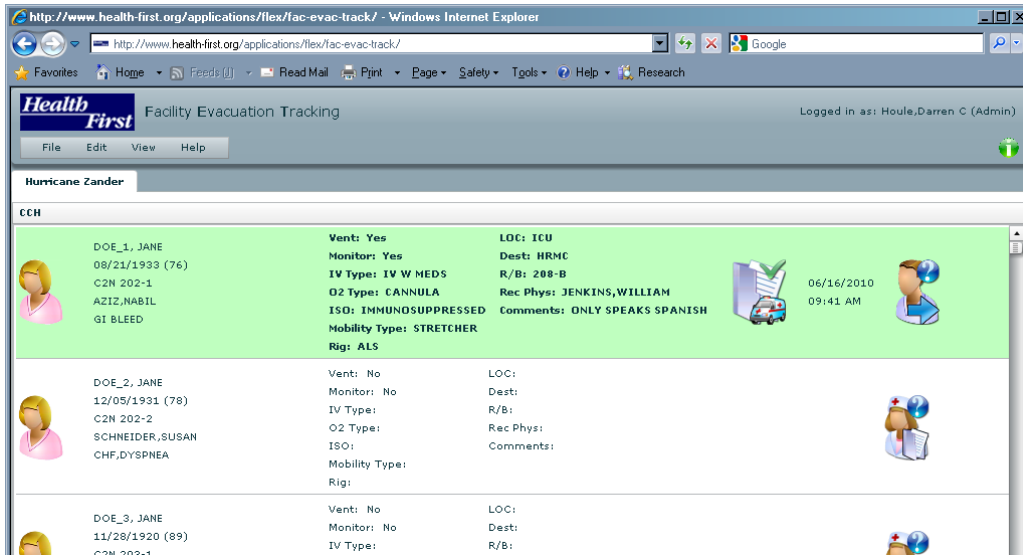 http://www.health-first.org/applications/flex/fac-evac-track/ - Windows Internet Explorer
http://www.health-first.org/applications/flex/fac-evac-track/
Google
Favorites Home Feeds (J) Read Mail Print Page Safety Tools Help Research
Health First
Facility Evacuation Tracking
Logged in as: Houle,Darren C (Admin)
File Edit View Help
Hurricane Zander
CCH
DOE_1, JANE
08/21/1933 (76)
C2N 202-1
AZIZ,NABIL
GI BLEED
Vent: Yes
Monitor: Yes
IV Type: IV W MEDS
O2 Type: CANNULA
ISO: IMMUNOSUPPRESSED
Mobility Type: STRETCHER
Rig: ALS
LOC: ICU
Dest: HRMC
R/B: 208-B
Rec Phys: JENKINS,WILLIAM
Comments: ONLY SPEAKS SPANISH
06/16/2010
09:41 AM
DOE_2, JANE
12/05/1931 (78)
C2N 202-2
SCHNEIDER,SUSAN
CHF,DYSPNEA
Vent: No
Monitor: No
IV Type:
O2 Type:
ISO:
Mobility Type:
Rig:
LOC:
Dest:
R/B:
Rec Phys:
Comments:
DOE_3, JANE
11/28/1920 (89)
C2N 203-1
Vent: No
Monitor: No
IV Type:
LOC:
Dest:
R/B: